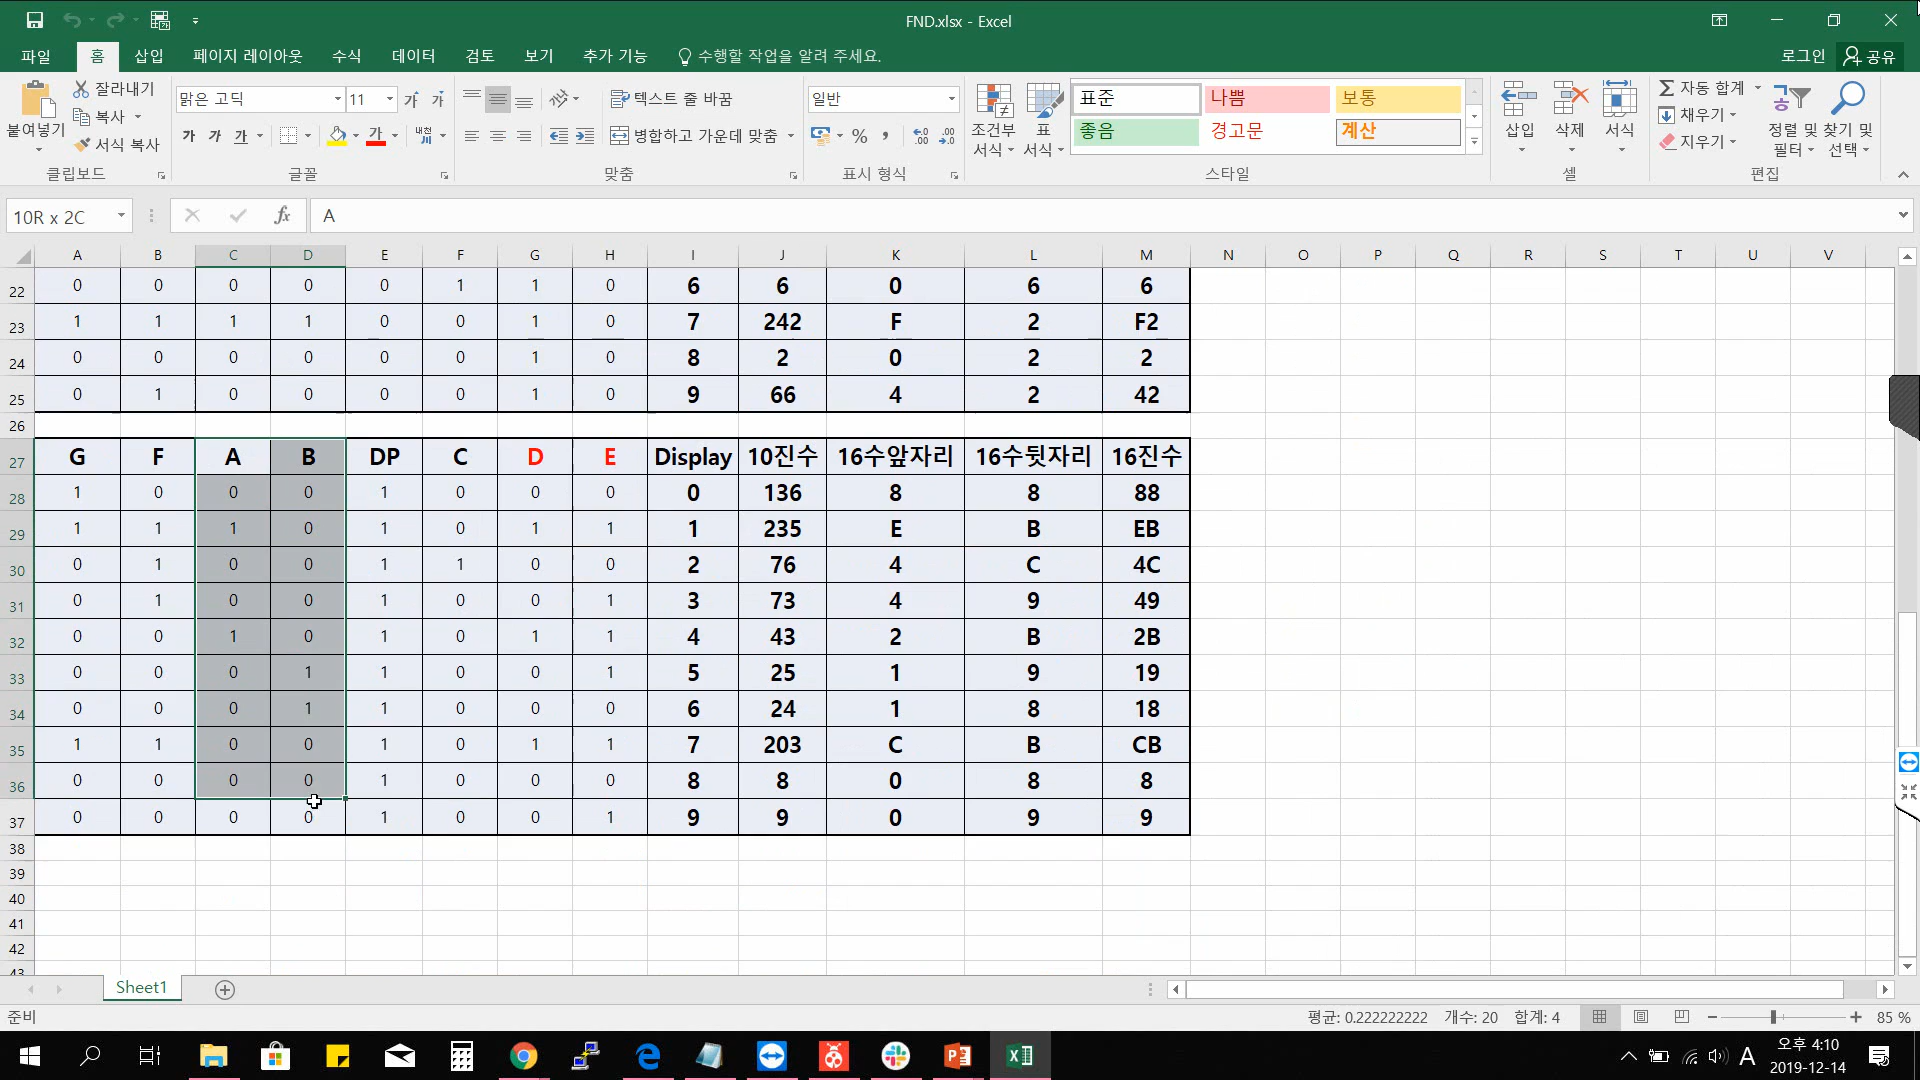 FND.xlsx - Excel
파일 홈 삽입 페이지 레이아웃 수식 데이터 검토 보기 추가 기능 수행할 작업을 알려 주세요. 로그인 공유
붙여넣기 잘라내기 복사 서식 복사 클립보드
맑은 고딕 11 가 가 가 가 가 가 내천 글꼴
텍스트 줄 바꿈 병합하고 가운데 맞춤 맞춤
일반 % , 표시 형식
조건부 서식 표 서식 표준 나쁨 보통 좋음 경고문 계산 스타일
삽입 삭제 서식 셀
자동 합계 채우기 지우기 정렬 및 필터 찾기 및 선택 편집
10R x 2C fx A
A B C D E F G H I J K L M N O P Q R S T U V
22 0 0 0 0 0 1 1 0 6 6 0 6 6
23 1 1 1 1 0 0 1 0 7 242 F 2 F2
24 0 0 0 0 0 0 1 0 8 2 0 2 2
25 0 1 0 0 0 0 1 0 9 66 4 2 42
26
27 G F A B DP C D E Display 10진수 16수앞자리 16수뒷자리 16진수
28 1 0 0 0 1 0 0 0 0 136 8 8 88
29 1 1 1 0 1 0 1 1 1 235 E B EB
30 0 1 0 0 1 1 0 0 2 76 4 C 4C
31 0 1 0 0 1 0 0 1 3 73 4 9 49
32 0 0 1 0 1 0 1 1 4 43 2 B 2B
33 0 0 0 1 1 0 0 1 5 25 1 9 19
34 0 0 0 1 1 0 0 0 6 24 1 8 18
35 1 1 0 0 1 0 1 1 7 203 C B CB
36 0 0 0 0 1 0 0 0 8 8 0 8 8
37 0 0 0 0 1 0 0 1 9 9 0 9 9
38
39
40
41
42
43
Sheet1
준비 평균: 0.222222222 개수: 20 합계: 4 85 %
A 오후 4:10
2019-12-14